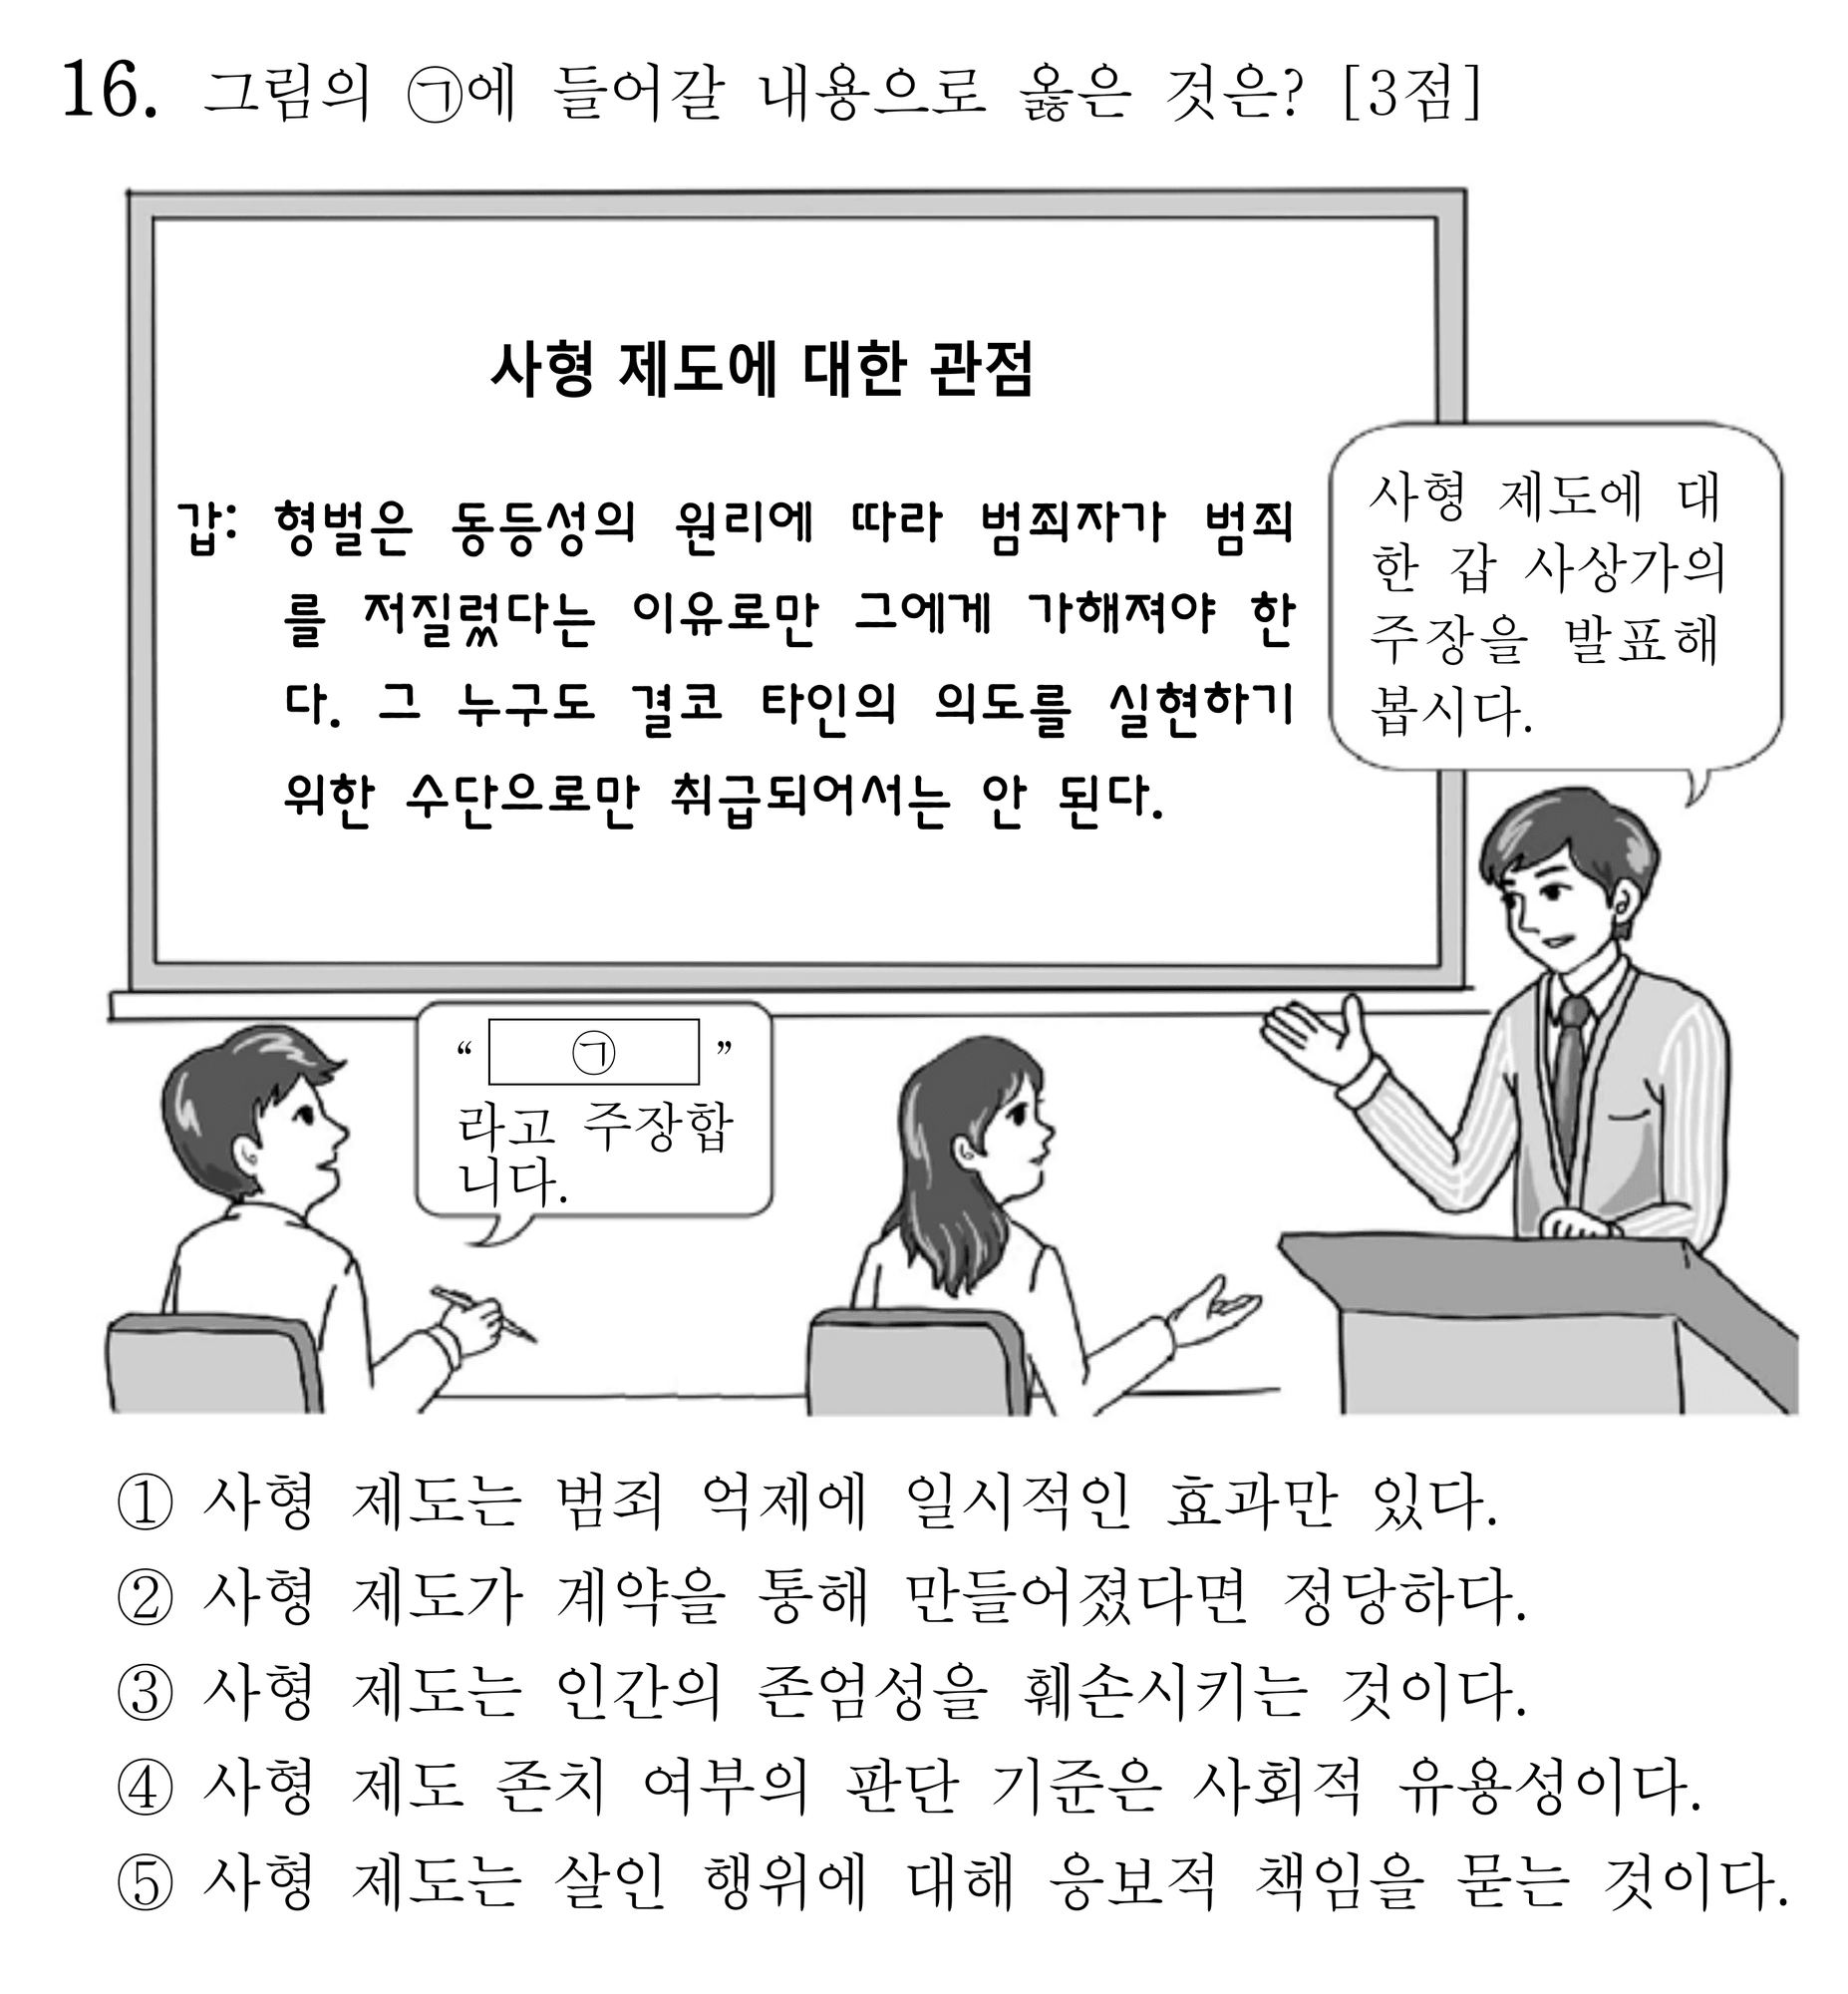 16. 그림의 ㉠에 들어갈 내용으로 옳은 것은? [3점]
사형 제도에 대한 관점
갑: 형벌은 동등성의 원리에 따라 범죄자가 범죄
를 저질렀다는 이유로만 그에게 가해져야 한
다. 그 누구도 결코 타인의 의도를 실현하기
위한 수단으로만 취급되어서는 안 된다.
사형 제도에 대
한 갑 사상가의
주장을 발표해
봅시다.
“ ㉠ ”
라고 주장합
니다.
① 사형 제도는 범죄 억제에 일시적인 효과만 있다.
② 사형 제도가 계약을 통해 만들어졌다면 정당하다.
③ 사형 제도는 인간의 존엄성을 훼손시키는 것이다.
④ 사형 제도 존치 여부의 판단 기준은 사회적 유용성이다.
⑤ 사형 제도는 살인 행위에 대해 응보적 책임을 묻는 것이다.